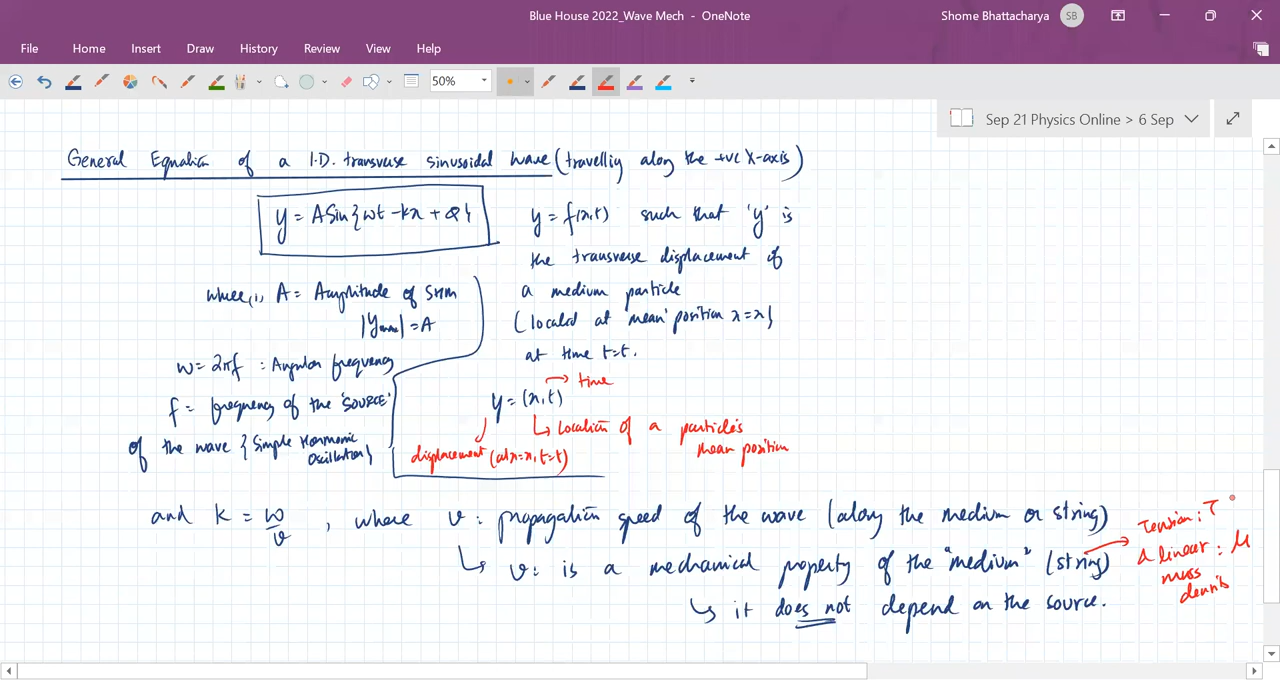 Blue House 2022_Wave Mech - OneNote
Shome Bhattacharya SB
File Home Insert Draw History Review View Help
50%
Sep 21 Physics Online > 6 Sep
General Equation of a 1.D. transverse sinusoidal wave (travellig along the +ve X-axis)
y = A Sin{ωt - kx + Q}
where, A = Amplitude of SHM
|Ymax| = A
ω = 2πf : Angular frequency
f = frequency of the 'SOURCE'
of the wave {Simple Harmonic
Oscillation}
y = f(x,t) such that 'y' is
the transverse displacement of
a medium particle
(located at 'mean' position x = x)
at time t=t.
→ time
y = (x,t)
↳ location of a particle's
mean position
displacement (at x=x, t=t)
and k = ω/v , where v : propagation speed of the wave (along the medium or string)
↳ v: is a mechanical property of the "medium" (string)
↳ it does not depend on the source.
Tension : T
& linear : μ
mass
density